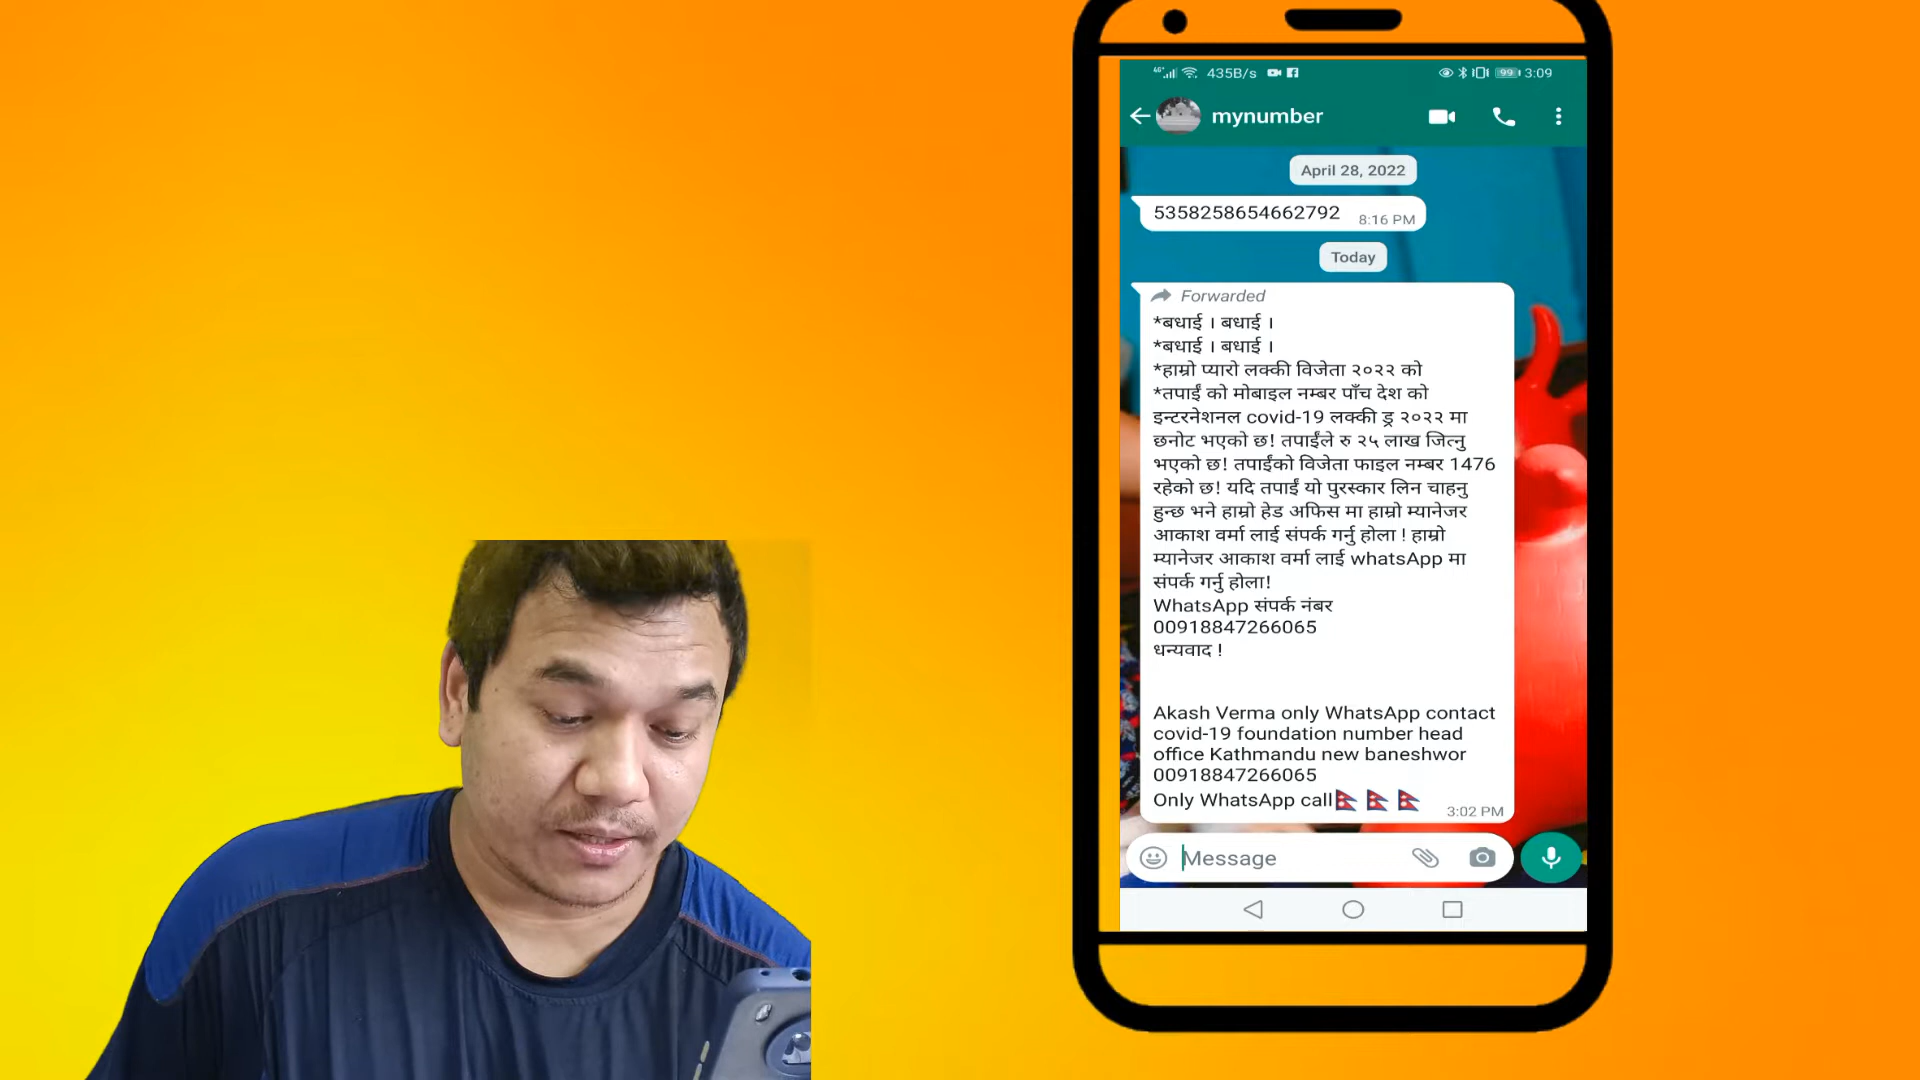 4G 435B/s 99 3:09
mynumber
April 28, 2022
5358258654662792 8:16 PM
Today
Forwarded
*बधाई । बधाई ।
*बधाई । बधाई ।
*हाम्रो प्यारो लक्की विजेता २०२२ को
*तपाईं को मोबाइल नम्बर पाँच देश को
इन्टरनेशनल covid-19 लक्की ड्र २०२२ मा
छनोट भएको छ! तपाईंले रु २५ लाख जित्नु
भएको छ! तपाईंको विजेता फाइल नम्बर 1476
रहेको छ! यदि तपाईं यो पुरस्कार लिन चाहनु
हुन्छ भने हाम्रो हेड अफिस मा हाम्रो म्यानेजर
आकाश वर्मा लाई संपर्क गर्नु होला ! हाम्रो
म्यानेजर आकाश वर्मा लाई whatsApp मा
संपर्क गर्नु होला!
WhatsApp संपर्क नंबर
00918847266065
धन्यवाद !
Akash Verma only WhatsApp contact
covid-19 foundation number head
office Kathmandu new baneshwor
00918847266065
Only WhatsApp call🇳🇵🇳🇵🇳🇵 3:02 PM
Message